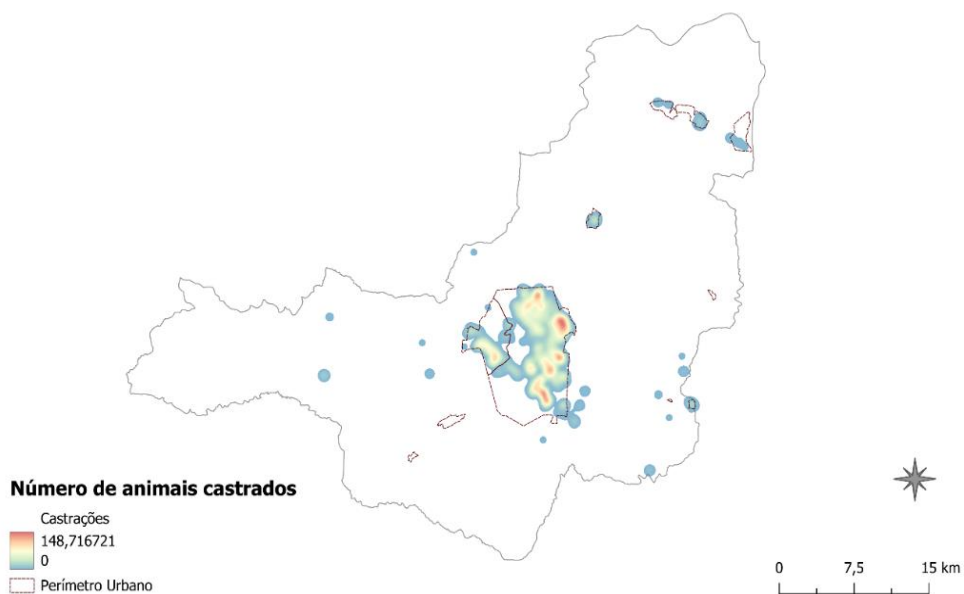 Número de animais castrados
Castrações
148,716721
0
Perímetro Urbano
0 7,5 15 km